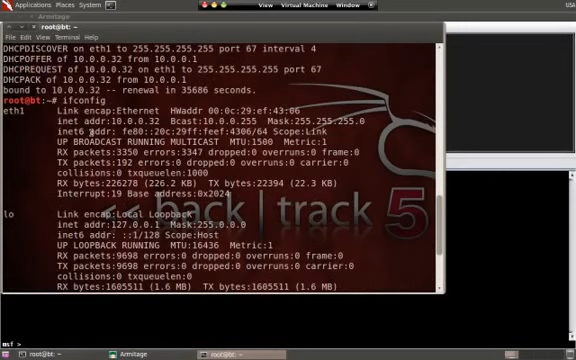 Applications Places System
View Virtual Machine Window
USA
Armitage
root@bt: ~
File Edit View Terminal Help
DHCPDISCOVER on eth1 to 255.255.255.255 port 67 interval 4
DHCPOFFER of 10.0.0.32 from 10.0.0.1
DHCPREQUEST of 10.0.0.32 on eth1 to 255.255.255.255 port 67
DHCPACK of 10.0.0.32 from 10.0.0.1
bound to 10.0.0.32 -- renewal in 35686 seconds.
root@bt:~# ifconfig
eth1 Link encap:Ethernet HWaddr 00:0c:29:ef:43:06
inet addr:10.0.0.32 Bcast:10.0.0.255 Mask:255.255.255.0
inet6 addr: fe80::20c:29ff:feef:4306/64 Scope:Link
UP BROADCAST RUNNING MULTICAST MTU:1500 Metric:1
RX packets:3350 errors:3347 dropped:0 overruns:0 frame:0
TX packets:192 errors:0 dropped:0 overruns:0 carrier:0
collisions:0 txqueuelen:1000
RX bytes:226278 (226.2 KB) TX bytes:22394 (22.3 KB)
Interrupt:19 Base address:0x2024
<< back | track 5
lo Link encap:Local Loopback
inet addr:127.0.0.1 Mask:255.0.0.0
inet6 addr: ::1/128 Scope:Host
UP LOOPBACK RUNNING MTU:16436 Metric:1
RX packets:9698 errors:0 dropped:0 overruns:0 frame:0
TX packets:9698 errors:0 dropped:0 overruns:0 carrier:0
collisions:0 txqueuelen:0
RX bytes:1605511 (1.6 MB) TX bytes:1605511 (1.6 MB)
msf >
root@bt: ~ Armitage root@bt: ~